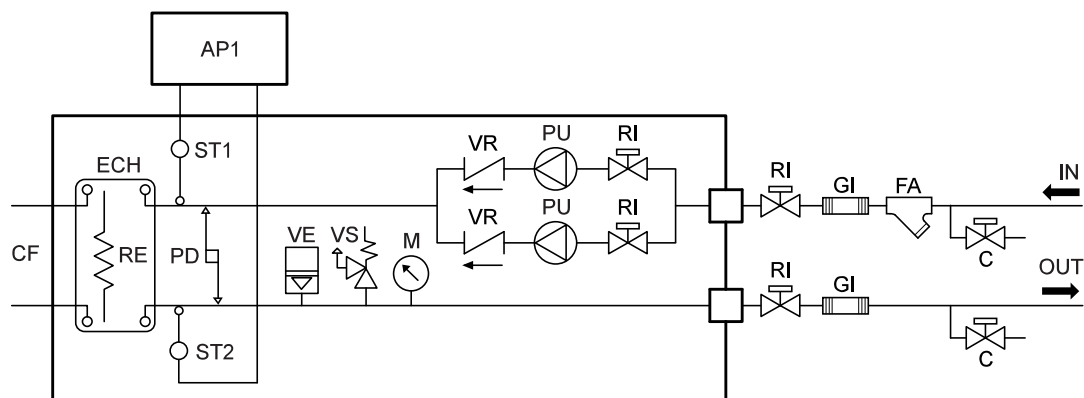 AP1
ST1
ECH
VR
PU
RI
RI
GI
FA
IN
VR
PU
RI
CF
RE
PD
VE
VS
M
C
RI
GI
OUT
ST2
C